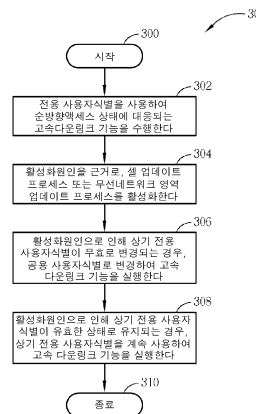 30
300
시작
302
전용 사용자식별을 사용하여
순방향액세스 상태에 대응되는
고속다운링크 기능을 수행한다
304
활성화원인을 근거로, 셀 업데이트
프로세스 또는 무선네트워크 영역
업데이트 프로세스를 활성화한다
306
활성화원인으로 인해 상기 전용
사용자식별이 무효로 변경되는 경우,
공용 사용자식별로 변경하여 고속
다운링크 기능을 실행한다
308
활성화원인으로 인해 상기 전용 사용자
식별이 유효한 상태로 유지되는 경우,
상기 전용 사용자식별을 계속 사용하여
고속 다운링크 기능을 실행한다
310
종료